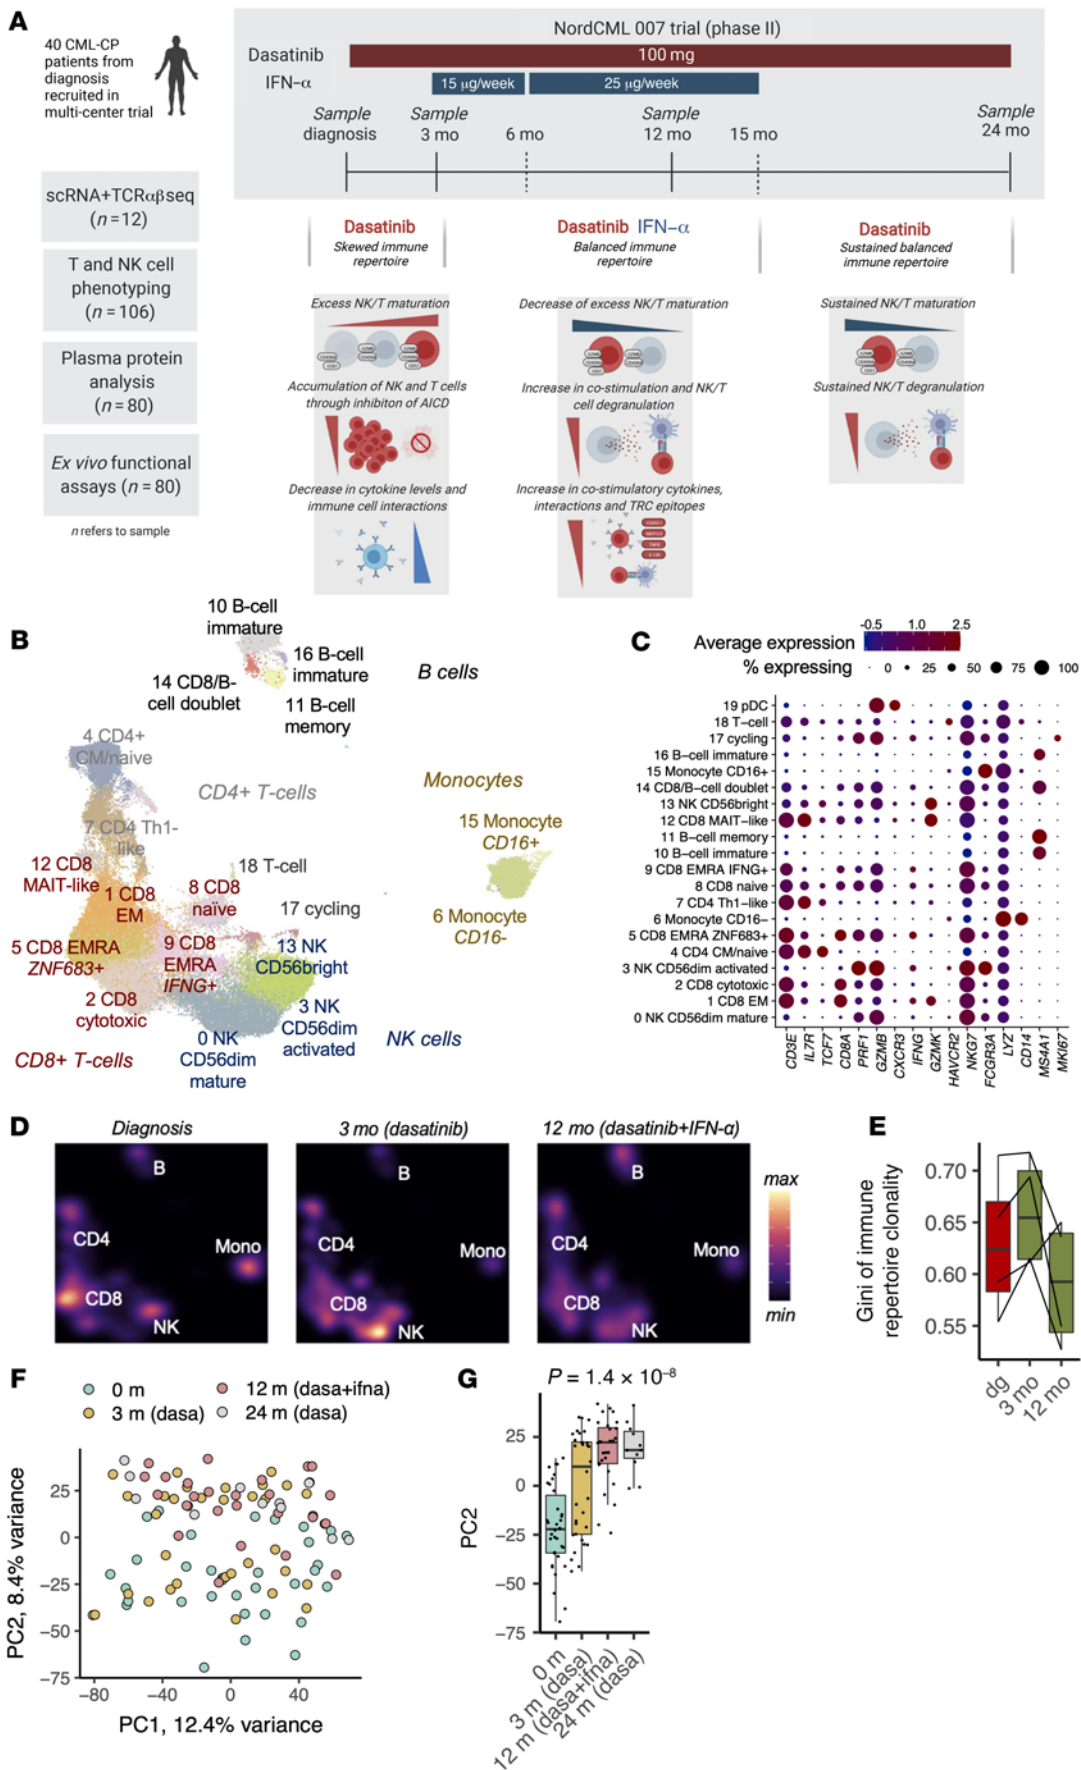 A
40 CML-CP
patients from
diagnosis
recruited in
multi-center trial
NordCML 007 trial (phase II)
Dasatinib
100 mg
IFN-α
15 µg/week
25 µg/week
Sample
diagnosis
Sample
3 mo
6 mo
Sample
12 mo
15 mo
Sample
24 mo
scRNA+TCRαβseq
(n=12)
T and NK cell
phenotyping
(n=106)
Plasma protein
analysis
(n=80)
Ex vivo functional
assays (n=80)
n refers to sample
Dasatinib
Skewed immune
repertoire
Excess NK/T maturation
Accumulation of NK and T cells
through inhibiton of AICD
Decrease in cytokine levels and
immune cell interactions
Dasatinib IFN-α
Balanced immune
repertoire
Decrease of excess NK/T maturation
Increase in co-stimulation and NK/T
cell degranulation
Increase in co-stimulatory cytokines,
interactions and TRC epitopes
Dasatinib
Sustained balanced
immune repertoire
Sustained NK/T maturation
Sustained NK/T degranulation
B
10 B-cell
immature
16 B-cell
immature
14 CD8/B-
cell doublet
11 B-cell
memory
B cells
4 CD4+
CM/naive
CD4+ T-cells
Monocytes
7 CD4 Th1-
like
15 Monocyte
CD16+
12 CD8
MAIT-like
1 CD8
EM
18 T-cell
8 CD8
naïve
17 cycling
6 Monocyte
CD16-
5 CD8 EMRA
ZNF683+
9 CD8
EMRA
IFNG+
13 NK
CD56bright
2 CD8
cytotoxic
3 NK
CD56dim
activated
0 NK
CD56dim
mature
NK cells
CD8+ T-cells
C
Average expression
-0.5 1.0 2.5
% expressing
0 25 50 75 100
19 pDC
18 T-cell
17 cycling
16 B-cell immature
15 Monocyte CD16+
14 CD8/B-cell doublet
13 NK CD56bright
12 CD8 MAIT-like
11 B-cell memory
10 B-cell immature
9 CD8 EMRA IFNG+
8 CD8 naive
7 CD4 Th1-like
6 Monocyte CD16-
5 CD8 EMRA ZNF683+
4 CD4 CM/naive
3 NK CD56dim activated
2 CD8 cytotoxic
1 CD8 EM
0 NK CD56dim mature
CD3E
IL7R
TCF7
CD8A
PRF1
GZMB
CXCR3
IFNG
GZMK
HAVCR2
NKG7
FCGR3A
LYZ
CD14
MS4A1
MKI67
D
Diagnosis
B
CD4
Mono
CD8
NK
3 mo (dasatinib)
B
CD4
Mono
CD8
NK
12 mo (dasatinib+IFN-α)
B
CD4
Mono
CD8
NK
max
min
E
Gini of immune
repertoire clonality
0.70
0.65
0.60
0.55
dg
3 mo
12 mo
F
0 m
3 m (dasa)
12 m (dasa+ifna)
24 m (dasa)
PC2, 8.4% variance
25
0
−25
−50
−75
−80 −40 0 40
PC1, 12.4% variance
G
P = 1.4 × 10−8
PC2
25
0
−25
−50
−75
0 m
3 m (dasa)
12 m (dasa+ifna)
24 m (dasa)